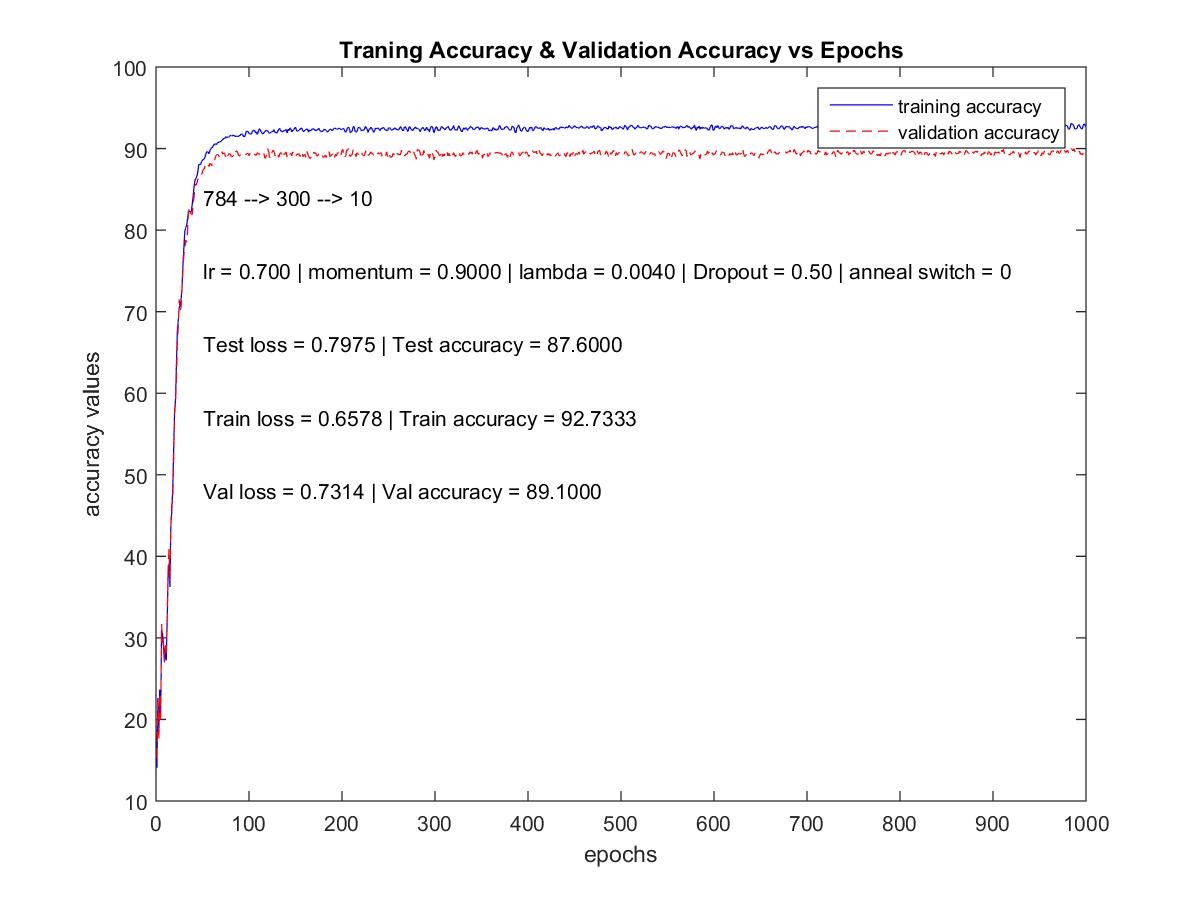 Traning Accuracy & Validation Accuracy vs Epochs
100
90
80
70
60
50
40
30
20
10
accuracy values
training accuracy
validation accuracy
784 --> 300 --> 10
lr = 0.700 | momentum = 0.9000 | lambda = 0.0040 | Dropout = 0.50 | anneal switch = 0
Test loss = 0.7975 | Test accuracy = 87.6000
Train loss = 0.6578 | Train accuracy = 92.7333
Val loss = 0.7314 | Val accuracy = 89.1000
0 100 200 300 400 500 600 700 800 900 1000
epochs